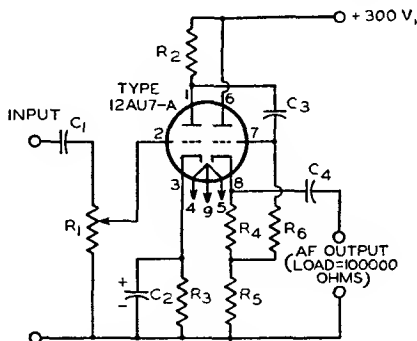 + 300 V.
R2
TYPE
12AU7-A
1
6
C3
INPUT
C1
2
7
C4
3
4
9
5
8
R1
R4
R6
AF OUTPUT
(LOAD=100000
OHMS)
+
-
C2
R3
R5